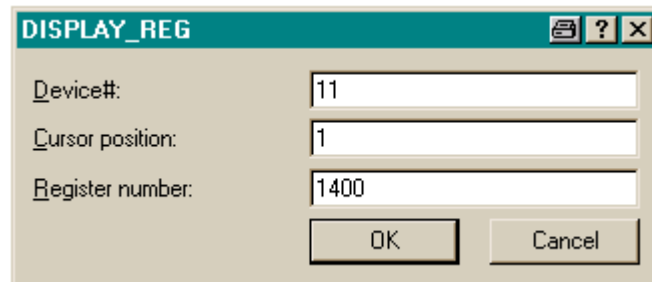 DISPLAY_REG ?
Device#: 11
Cursor position: 1
Register number: 1400
OK Cancel